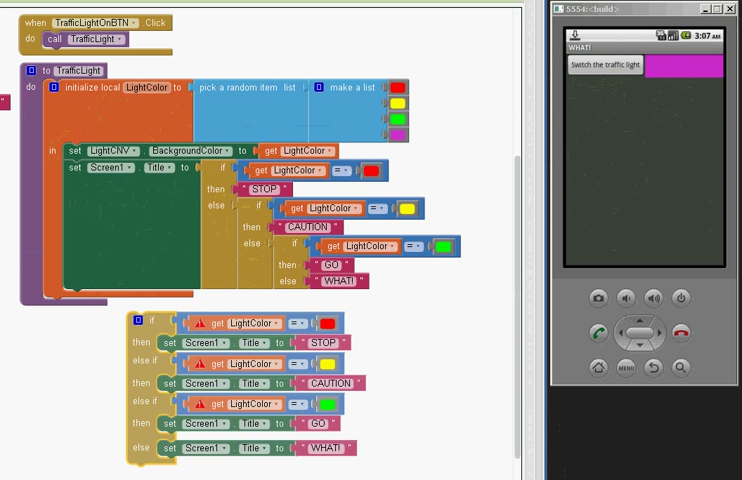 when TrafficLightOnBTN .Click
do call TrafficLight
to TrafficLight
do initialize local LightColor to pick a random item list make a list
in set LightCNV . BackgroundColor to get LightColor
set Screen1 . Title to if get LightColor =
then " STOP "
else if get LightColor =
then " CAUTION "
else if get LightColor =
then " GO "
else " WHAT! "
if get LightColor =
then set Screen1 . Title to " STOP "
else if get LightColor =
then set Screen1 . Title to " CAUTION "
else if get LightColor =
then set Screen1 . Title to " GO "
else set Screen1 . Title to " WHAT! "
"
5554:<build>
3:07 AM
WHAT!
Switch the traffic light
MENU